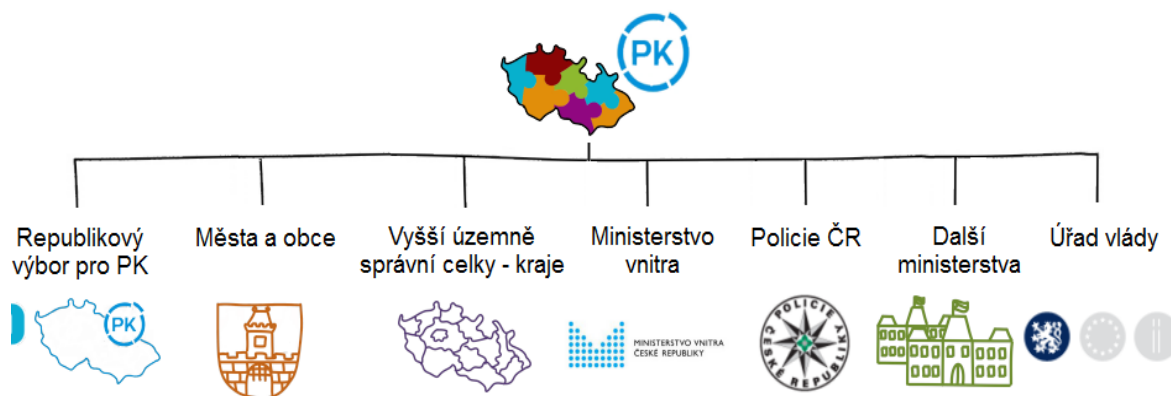 PK
Republikový
výbor pro PK
Města a obce
Vyšší územně
správní celky - kraje
Ministerstvo
vnitra
Policie ČR
Další
ministerstva
Úřad vlády
PK
MINISTERSTVO VNITRA
ČESKÉ REPUBLIKY
POLICIE
ČESKÉ REPUBLIKY